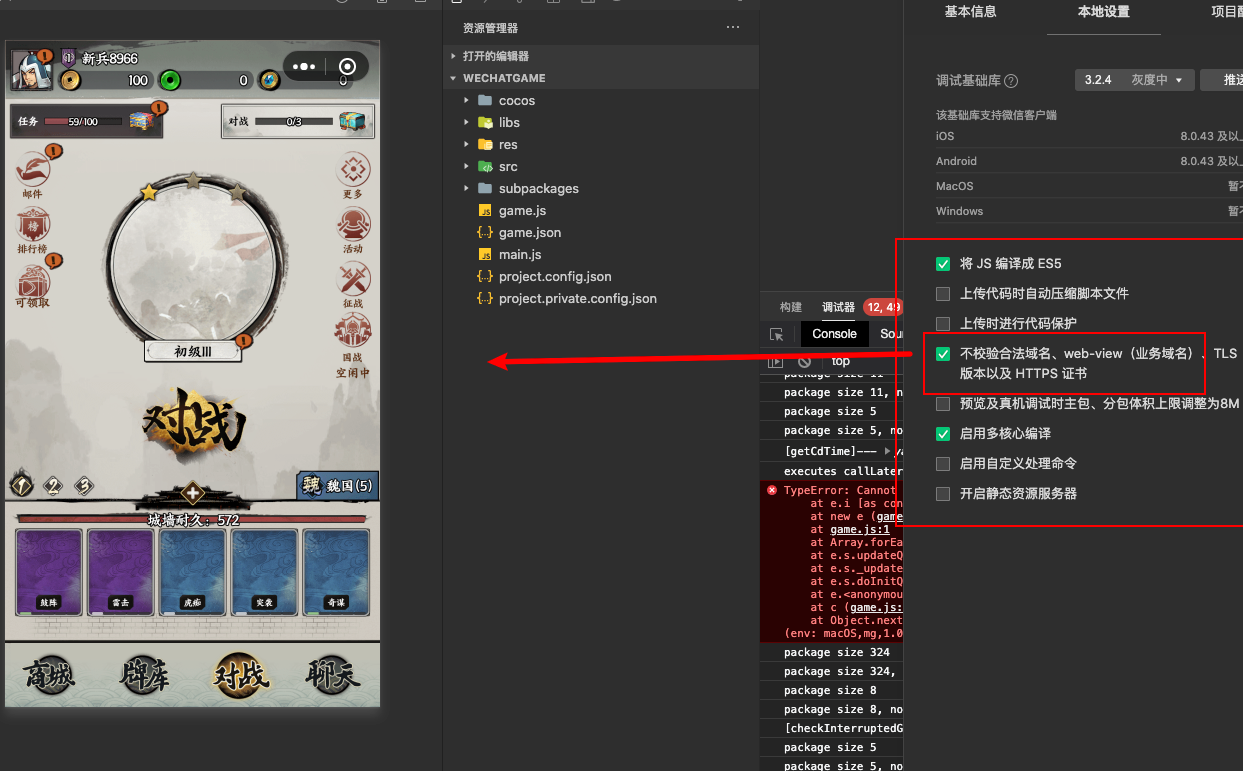 新兵8966
100
0
0
任务
59/100
对战
0/3
邮件
排行榜
可领取
更多
活动
征战
国战
空闲中
初级III
对战
1
2
3
魏
魏国(5)
城墙耐久：572
鼓阵
雷击
虎痴
突袭
奇谋
商城
牌库
对战
聊天
资源管理器
打开的编辑器
WECHATGAME
cocos
libs
res
src
subpackages
game.js
game.json
main.js
project.config.json
project.private.config.json
构建
调试器
12, 49
Console
Sou
top
package size 11
package size 11, n
package size 5
package size 5, no
[getCdTime]---
executes callLater
TypeError: Cannot
at e.i [as con
at new e (game
at game.js:1
at Array.forEa
at e.s.updateQ
at e.s._update
at e.s.doInitQ
at e.<anonymou
at c (game.js:
at Object.next
(env: macOS,mg,1.0
package size 324
package size 324,
package size 8
package size 8, no
[checkInterruptedG
package size 5
package size 5, no
基本信息
本地设置
项目配
调试基础库
3.2.4
灰度中
推送
该基础库支持微信客户端
iOS
8.0.43 及以上
Android
8.0.43 及以上
MacOS
暂不
Windows
暂不
将 JS 编译成 ES5
上传代码时自动压缩脚本文件
上传时进行代码保护
不校验合法域名、web-view（业务域名）、TLS
版本以及 HTTPS 证书
预览及真机调试时主包、分包体积上限调整为8M
启用多核心编译
启用自定义处理命令
开启静态资源服务器